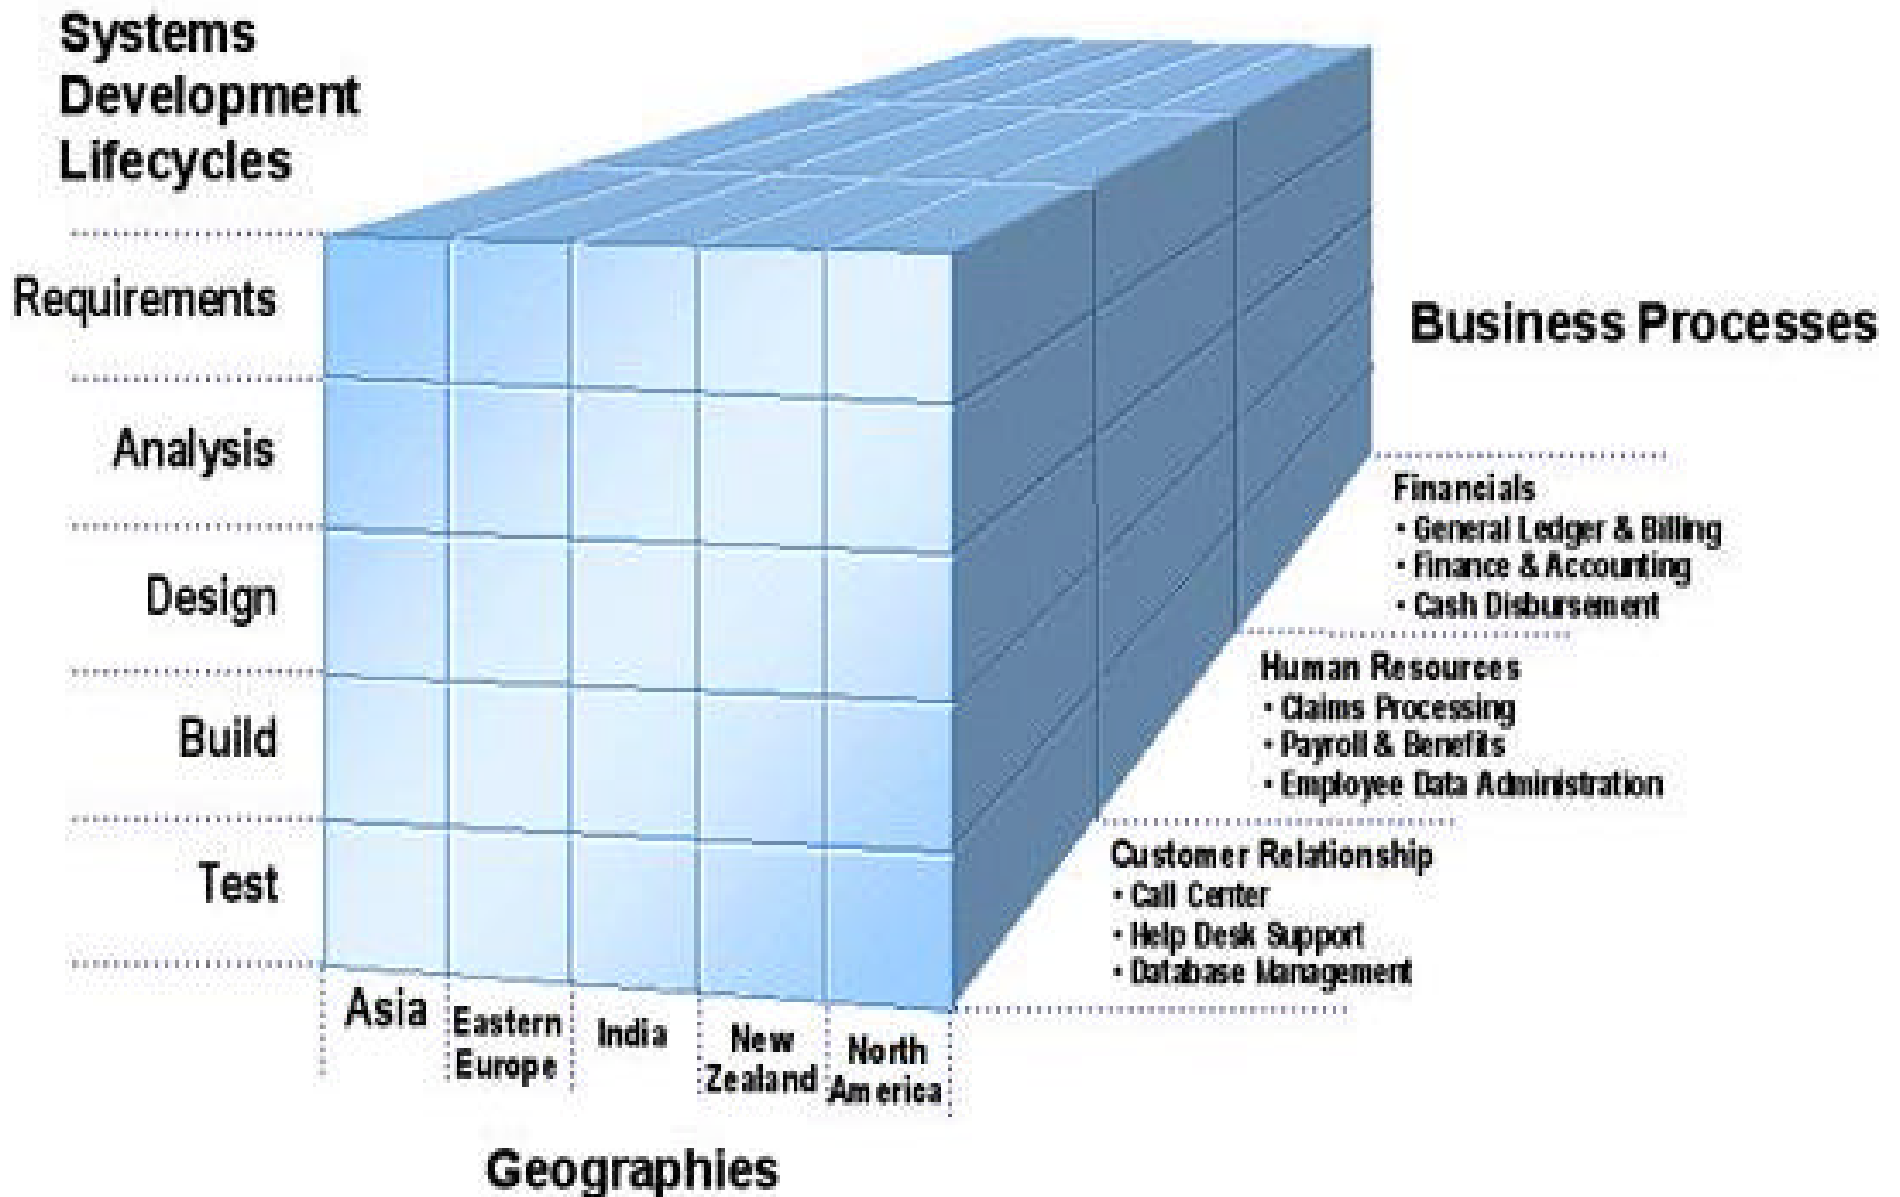 Systems
Development
Lifecycles
Requirements
Analysis
Design
Build
Test
Asia
Eastern
Europe
India
New
Zealand
North
America
Geographies
Business Processes
Financials
• General Ledger & Billing
• Finance & Accounting
• Cash Disbursement
Human Resources
• Claims Processing
• Payroll & Benefits
• Employee Data Administration
Customer Relationship
• Call Center
• Help Desk Support
• Database Management